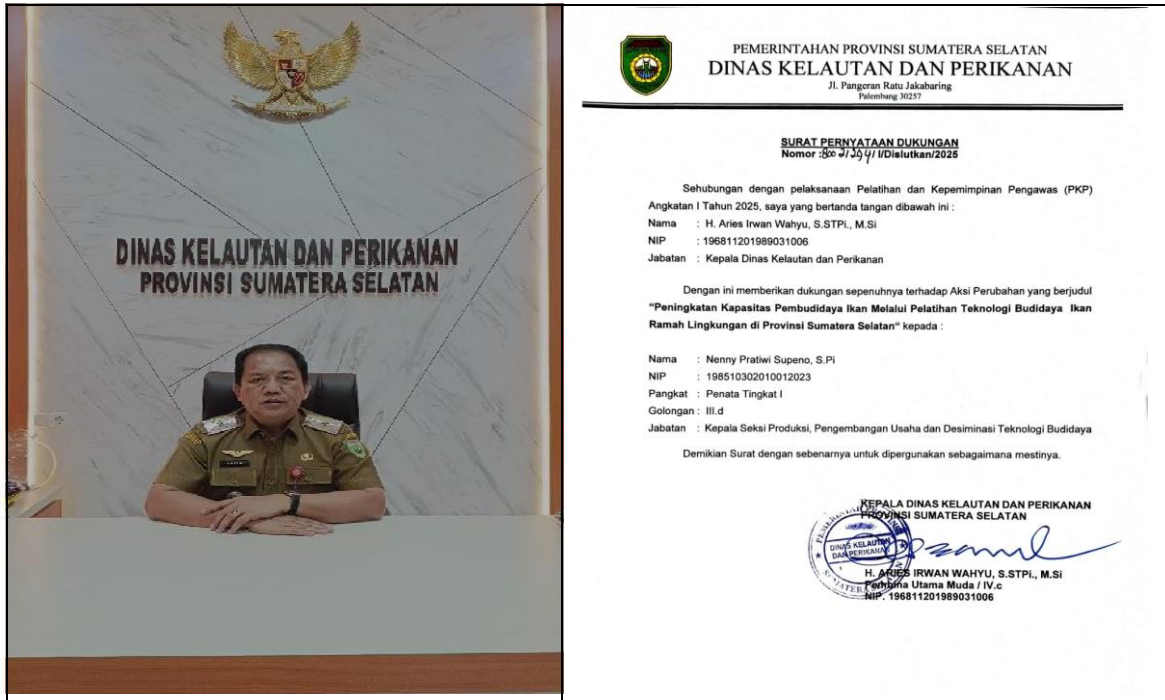 DINAS KELAUTAN DAN PERIKANAN
PROVINSI SUMATERA SELATAN
PEMERINTAHAN PROVINSI SUMATERA SELATAN
DINAS KELAUTAN DAN PERIKANAN
Jl. Pangeran Ratu Jakabaring
Palembang 30257
SURAT PERNYATAAN DUKUNGAN
Nomor : I/Dislutkan/2025
Sehubungan dengan pelaksanaan Pelatihan dan Kepemimpinan Pengawas (PKP)
Angkatan I Tahun 2025, saya yang bertanda tangan dibawah ini :
Nama : H. Aries Irwan Wahyu, S.STPi., M.Si
NIP : 196811201989031006
Jabatan : Kepala Dinas Kelautan dan Perikanan
Dengan ini memberikan dukungan sepenuhnya terhadap Aksi Perubahan yang berjudul
“Peningkatan Kapasitas Pembudidaya Ikan Melalui Pelatihan Teknologi Budidaya Ikan
Ramah Lingkungan di Provinsi Sumatera Selatan“ kepada :
Nama : Nenny Pratiwi Supeno, S.Pi
NIP : 198510302010012023
Pangkat : Penata Tingkat I
Golongan : III.d
Jabatan : Kepala Seksi Produksi, Pengembangan Usaha dan Desiminasi Teknologi Budidaya
Demikian Surat dengan sebenarnya untuk dipergunakan sebagaimana mestinya.
KEPALA DINAS KELAUTAN DAN PERIKANAN
PROVINSI SUMATERA SELATAN
DINAS KELAUTAN
DAN PERIKANAN
H. ARIES IRWAN WAHYU, S.STPi., M.Si
Pembina Utama Muda / IV.c
NIP. 196811201989031006